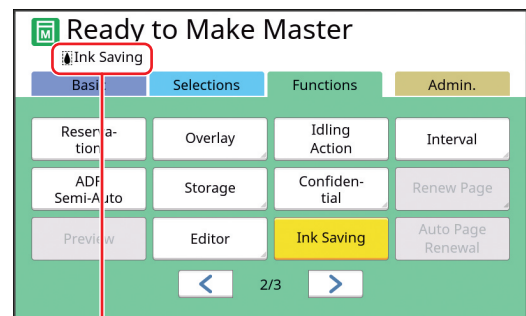 Ready to Make Master
Ink Saving
Basic Selections Functions Admin.
Reserva-
tion
Overlay
Idling
Action
Interval
ADF
Semi-Auto
Storage
Confiden-
tial
Renew Page
Preview
Editor
Ink Saving
Auto Page
Renewal
2/3